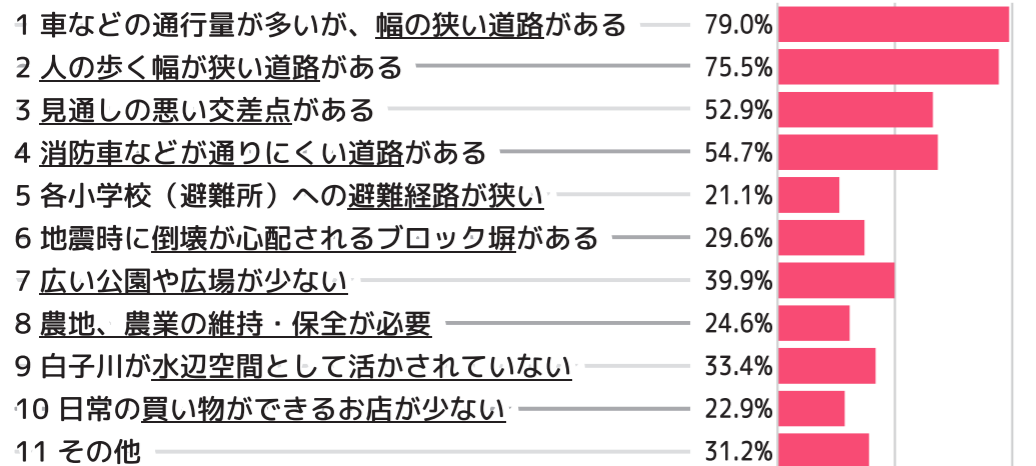 1 車などの通行量が多いが、幅の狭い道路がある 79.0%
2 人の歩く幅が狭い道路がある 75.5%
3 見通しの悪い交差点がある 52.9%
4 消防車などが通りにくい道路がある 54.7%
5 各小学校（避難所）への避難経路が狭い 21.1%
6 地震時に倒壊が心配されるブロック塀がある 29.6%
7 広い公園や広場が少ない 39.9%
8 農地、農業の維持・保全が必要 24.6%
9 白子川が水辺空間として活かされていない 33.4%
10 日常の買い物ができるお店が少ない 22.9%
11 その他 31.2%